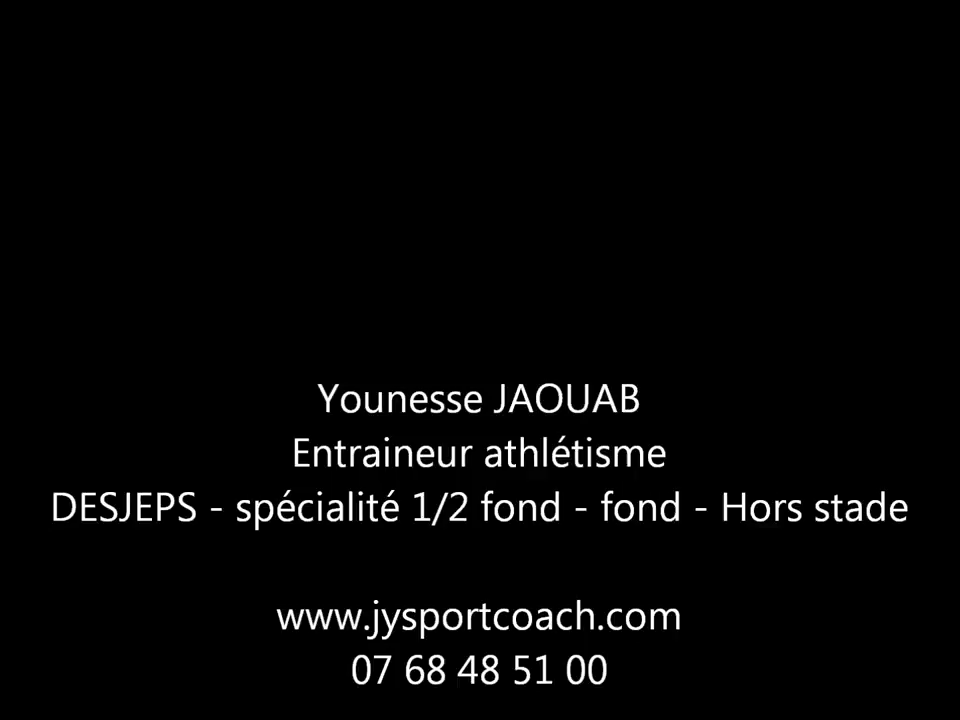 Younesse JAOUAB
Entraineur athlétisme
DESJEPS - spécialité 1/2 fond - fond - Hors stade
www.jysportcoach.com
07 68 48 51 00